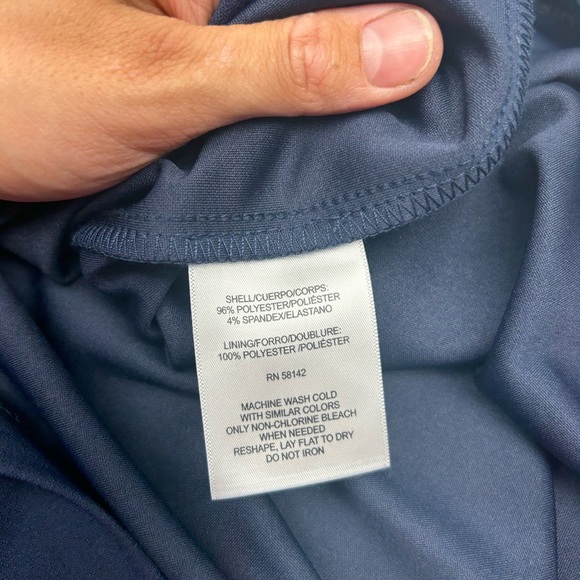 SHELL/CUERPO/CORPS:
96% POLYESTER/POLIÉSTER
4% SPANDEX/ELASTANO
LINING/FORRO/DOUBLURE:
100% POLYESTER /POLIÉSTER
RN 58142
MACHINE WASH COLD
WITH SIMILAR COLORS
ONLY NON-CHLORINE BLEACH
WHEN NEEDED
RESHAPE, LAY FLAT TO DRY
DO NOT IRON